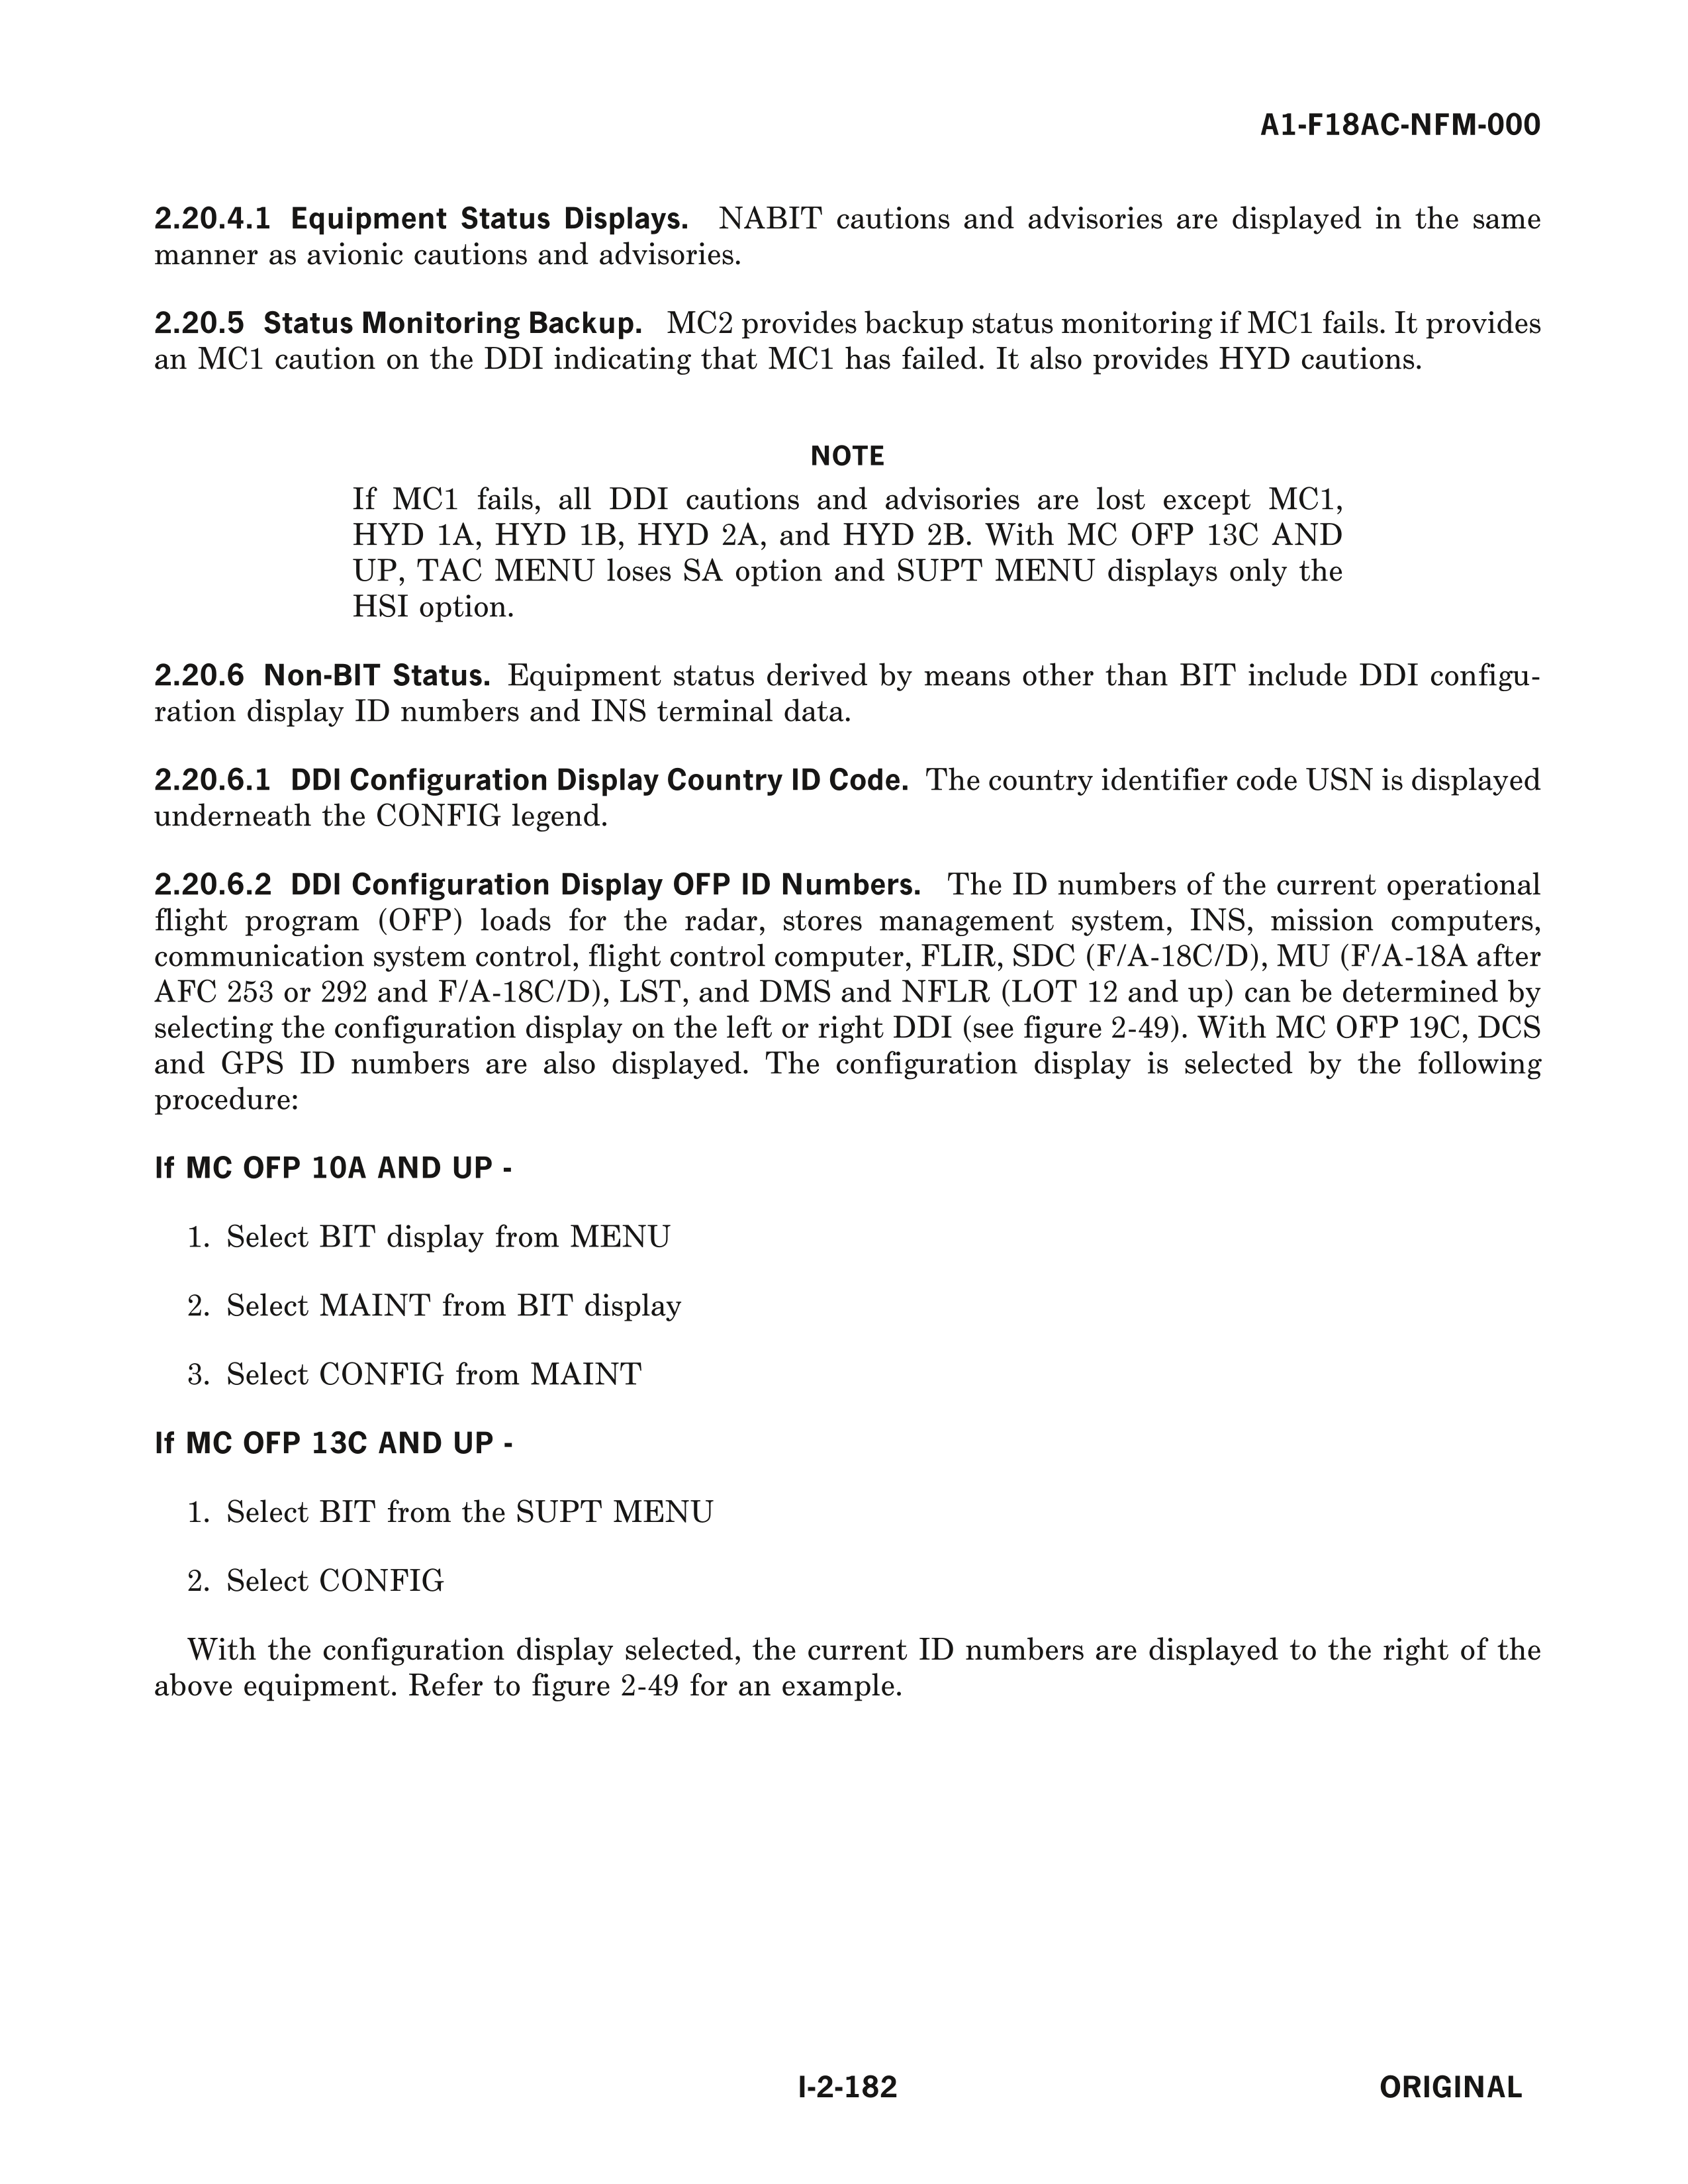 A1-F18AC-NFM-000
2.20.4.1 Equipment Status Displays. NABIT cautions and advisories are displayed in the same
manner as avionic cautions and advisories.
2.20.5 Status Monitoring Backup. MC2 provides backup status monitoring if MC1 fails. It provides
an MC1 caution on the DDI indicating that MC1 has failed. It also provides HYD cautions.
NOTE
If MC1 fails, all DDI cautions and advisories are lost except MC1,
HYD 1A, HYD 1B, HYD 2A, and HYD 2B. With MC OFP 13C AND
UP, TAC MENU loses SA option and SUPT MENU displays only the
HSI option.
2.20.6 Non-BIT Status. Equipment status derived by means other than BIT include DDI configu-
ration display ID numbers and INS terminal data.
2.20.6.1 DDI Configuration Display Country ID Code. The country identifier code USN is displayed
underneath the CONFIG legend.
2.20.6.2 DDI Configuration Display OFP ID Numbers. The ID numbers of the current operational
flight program (OFP) loads for the radar, stores management system, INS, mission computers,
communication system control, flight control computer, FLIR, SDC (F/A-18C/D), MU (F/A-18A after
AFC 253 or 292 and F/A-18C/D), LST, and DMS and NFLR (LOT 12 and up) can be determined by
selecting the configuration display on the left or right DDI (see figure 2-49). With MC OFP 19C, DCS
and GPS ID numbers are also displayed. The configuration display is selected by the following
procedure:
If MC OFP 10A AND UP -
1. Select BIT display from MENU
2. Select MAINT from BIT display
3. Select CONFIG from MAINT
If MC OFP 13C AND UP -
1. Select BIT from the SUPT MENU
2. Select CONFIG
With the configuration display selected, the current ID numbers are displayed to the right of the
above equipment. Refer to figure 2-49 for an example.
I-2-182
ORIGINAL